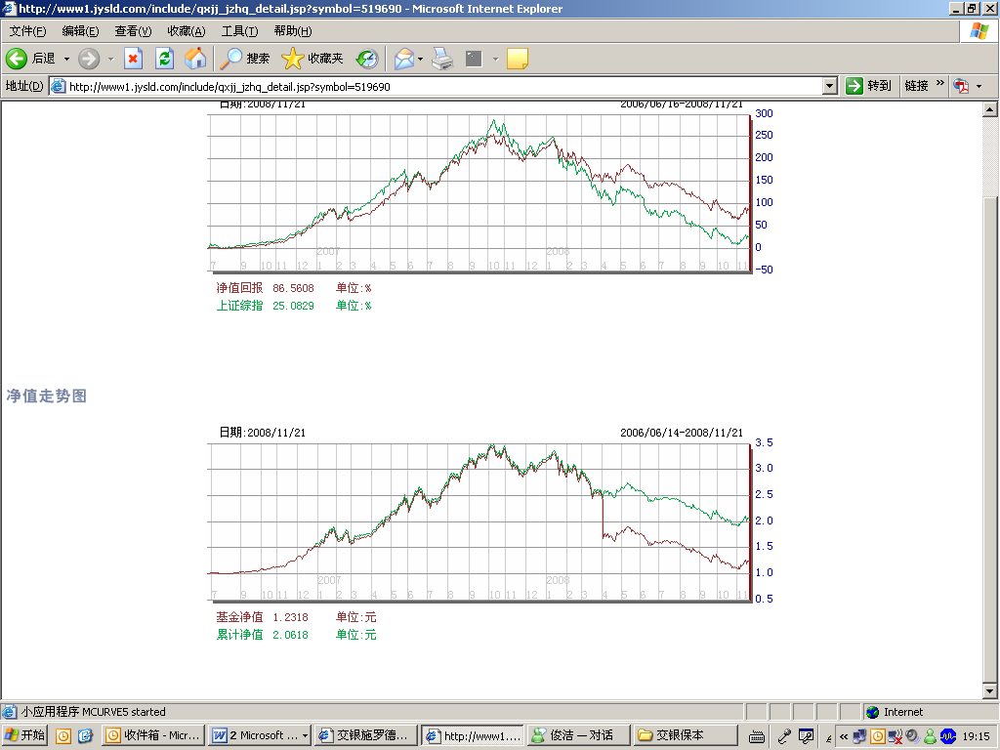 http://www1.jysld.com/include/qxjj_jzhq_detail.jsp?symbol=519690 - Microsoft Internet Explorer
文件(F) 编辑(E) 查看(V) 收藏(A) 工具(T) 帮助(H)
后退 搜索 收藏夹
地址(D) http://www1.jysld.com/include/qxjj_jzhq_detail.jsp?symbol=519690 转到 链接 »
日期:2008/11/21 2006/06/16-2008/11/21
300
250
200
150
100
50
0
-50
2007 2008
7 9 10 11 12 1 2 3 4 5 6 7 8 9 10 11 12 1 2 3 4 5 6 7 8 9 10 11
净值回报 86.5608 单位:%
上证综指 25.0829 单位:%
净值走势图
日期:2008/11/21 2006/06/14-2008/11/21
3.5
3.0
2.5
2.0
1.5
1.0
0.5
2007 2008
7 9 10 11 12 1 2 3 4 5 6 7 8 9 10 11 12 1 2 3 4 5 6 7 8 9 10 11
基金净值 1.2318 单位:元
累计净值 2.0618 单位:元
小应用程序 MCURVE5 started Internet
开始 收件箱 - Micr... 2 Microsoft ... 交银施罗德... http://www1.... 俊洁 — 对话 交银保本 « 19:15